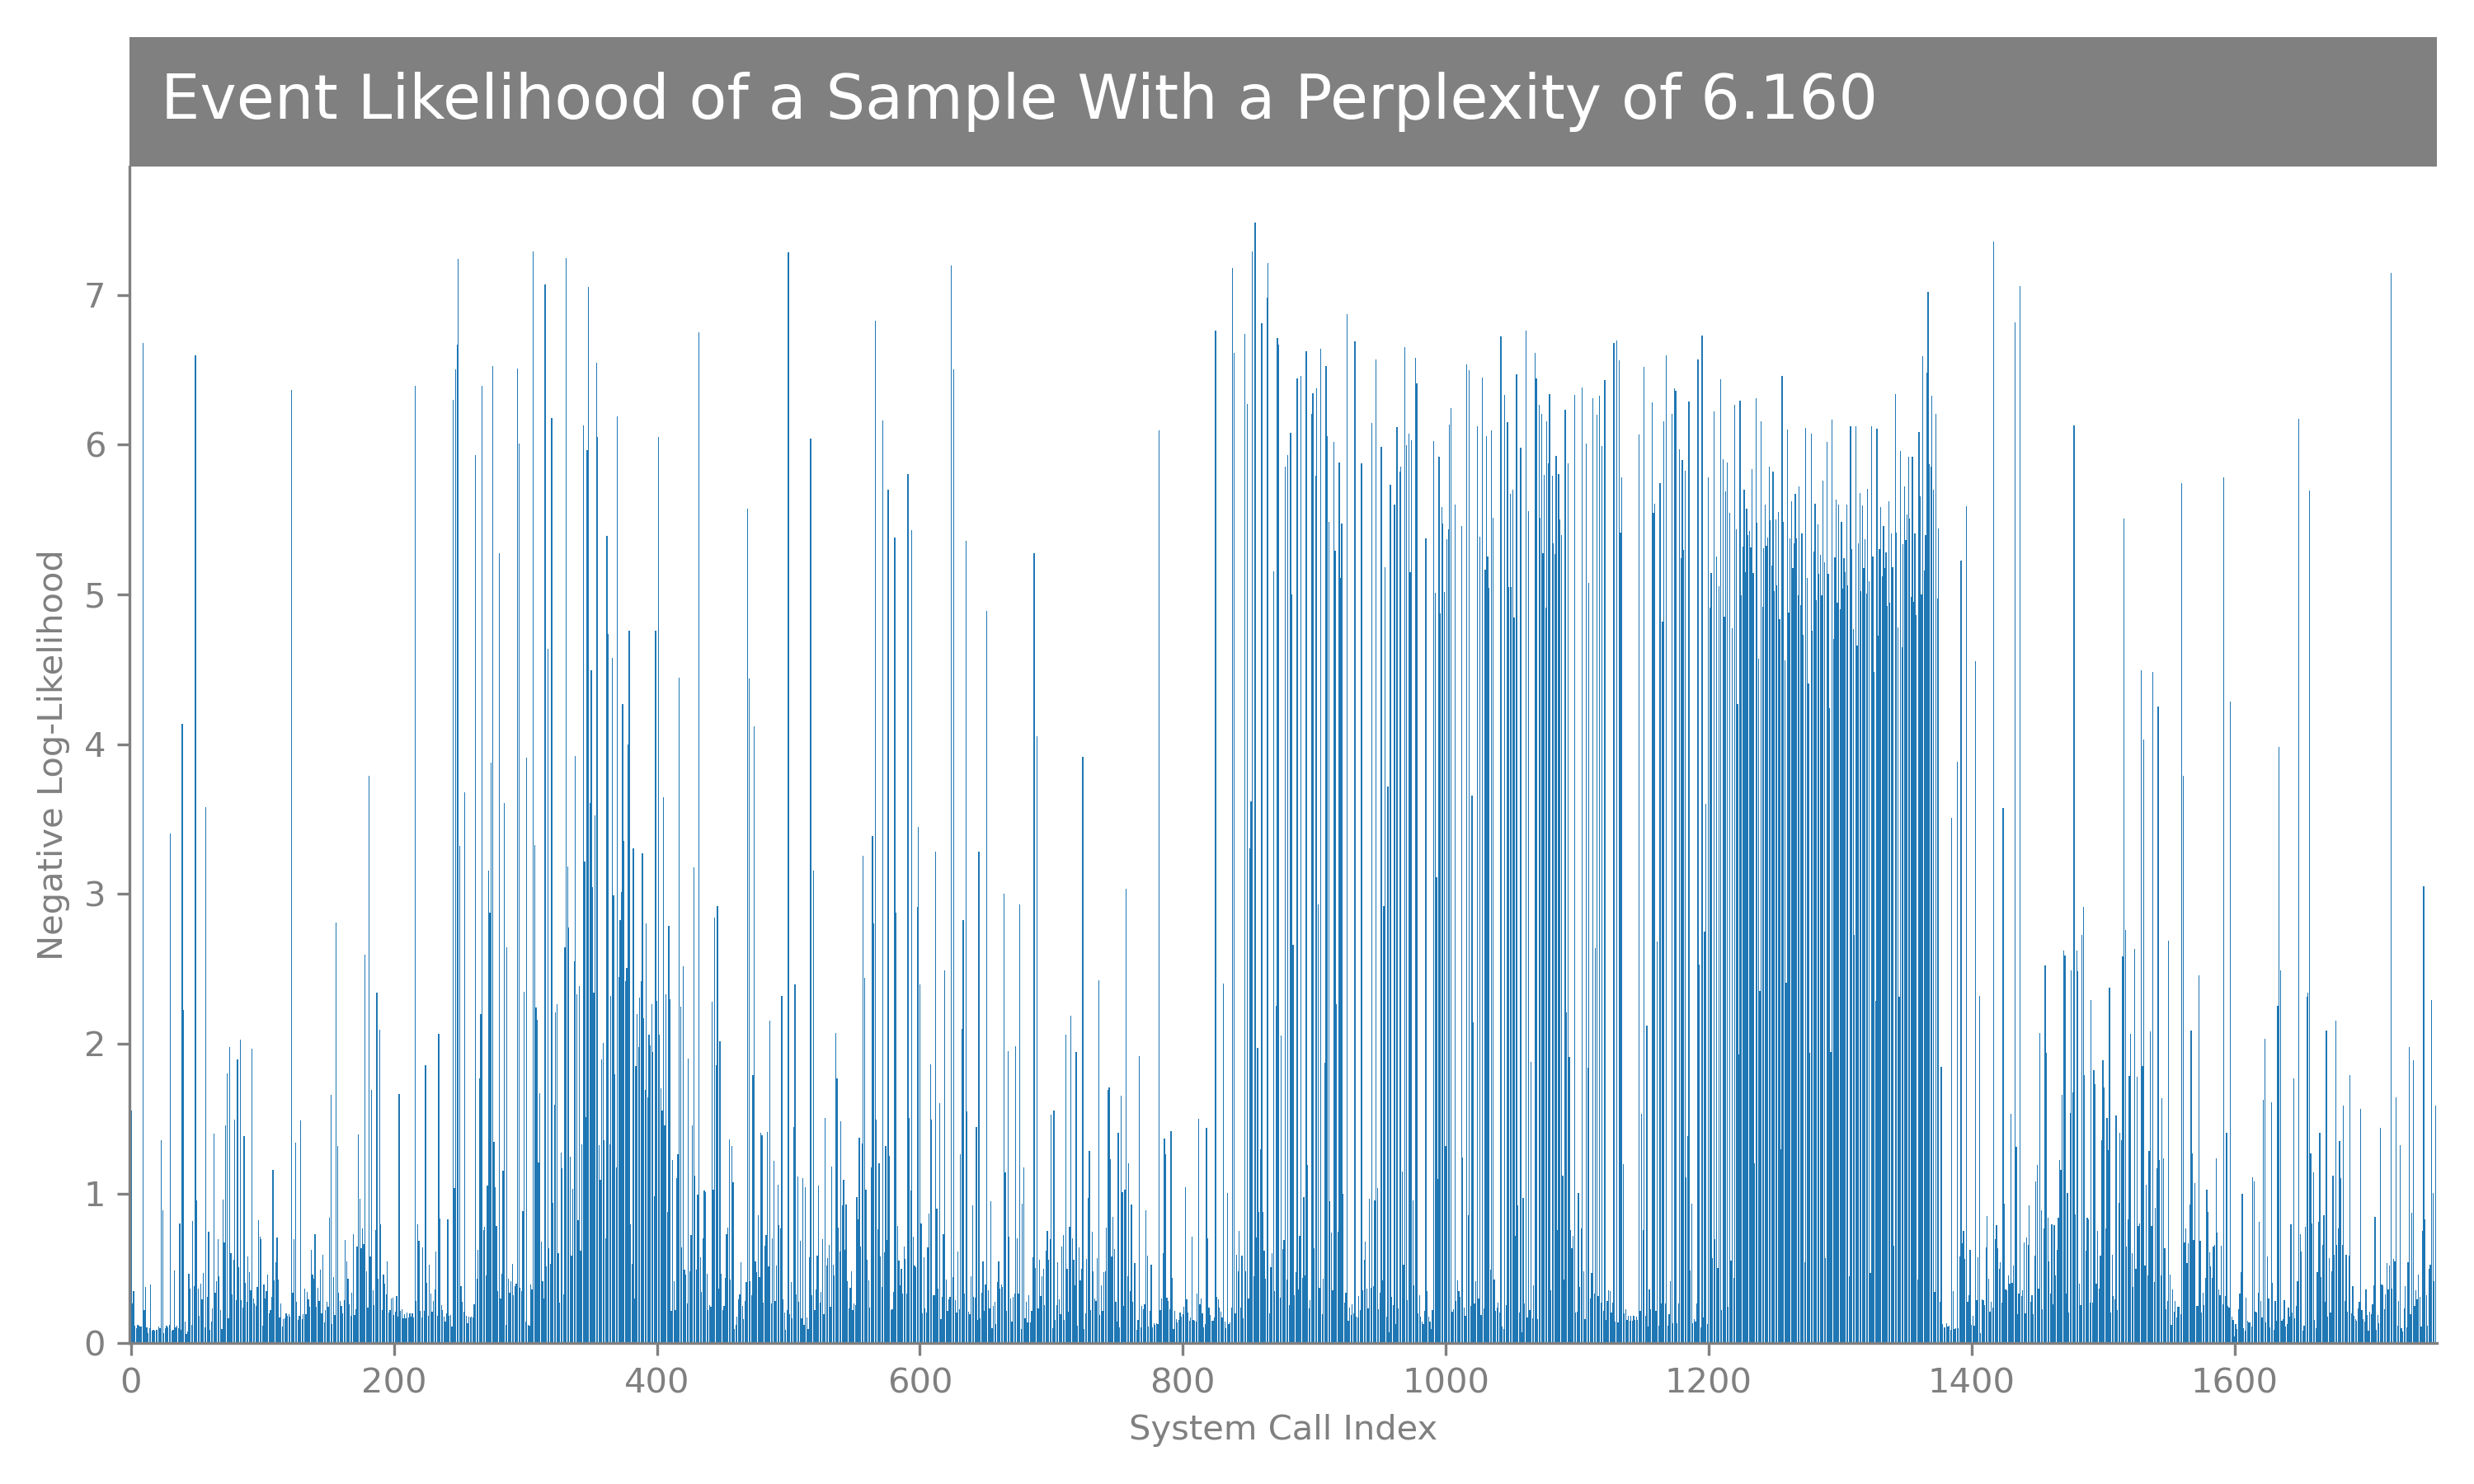 Event Likelihood of a Sample With a Perplexity of 6.160
Negative Log-Likelihood
7
6
5
4
3
2
1
0
0 200 400 600 800 1000 1200 1400 1600
System Call Index